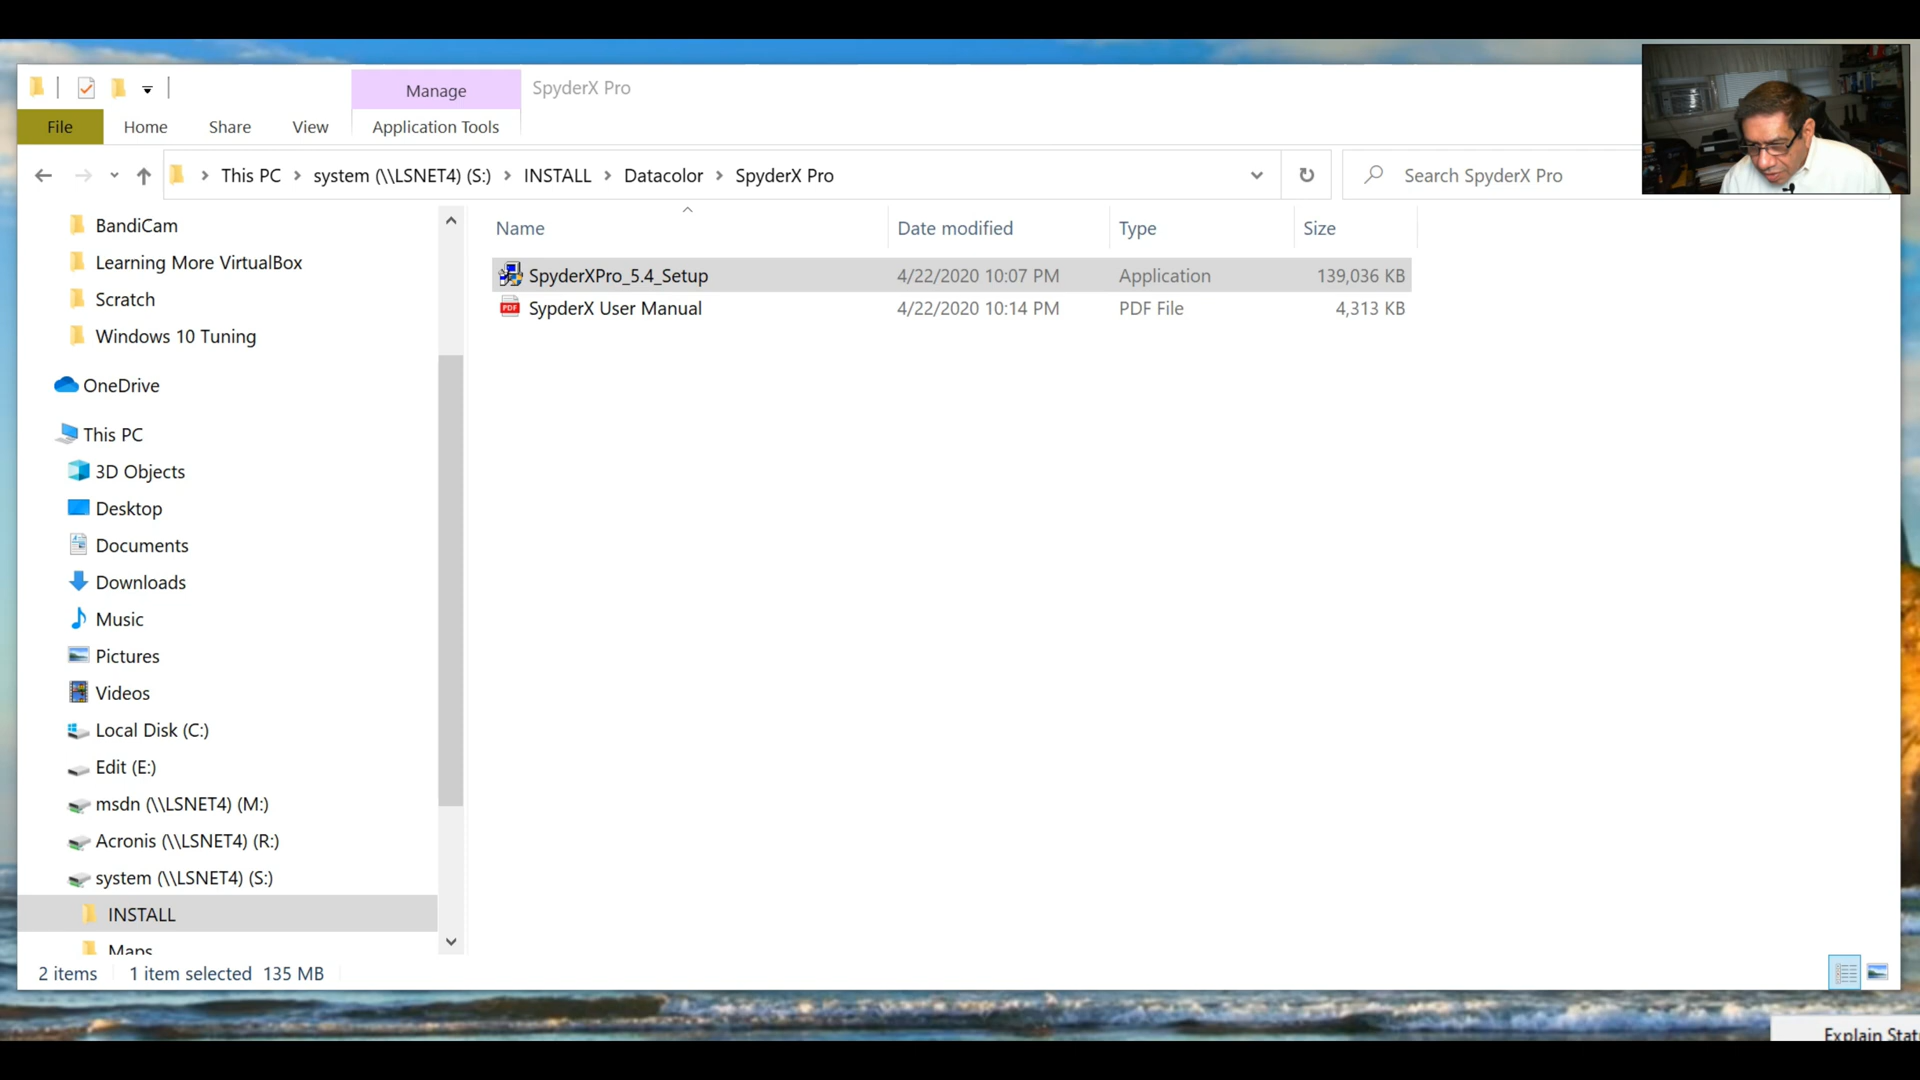 Manage
SpyderX Pro
File
Home
Share
View
Application Tools
This PC
system (\\LSNET4) (S:)
INSTALL
Datacolor
SpyderX Pro
Search SpyderX Pro
BandiCam
Learning More VirtualBox
Scratch
Windows 10 Tuning
OneDrive
This PC
3D Objects
Desktop
Documents
Downloads
Music
Pictures
Videos
Local Disk (C:)
Edit (E:)
msdn (\\LSNET4) (M:)
Acronis (\\LSNET4) (R:)
system (\\LSNET4) (S:)
INSTALL
Maps
Name
Date modified
Type
Size
SpyderXPro_5.4_Setup
4/22/2020 10:07 PM
Application
139,036 KB
PDF
SypderX User Manual
4/22/2020 10:14 PM
PDF File
4,313 KB
2 items
1 item selected 135 MB
Explain Stat